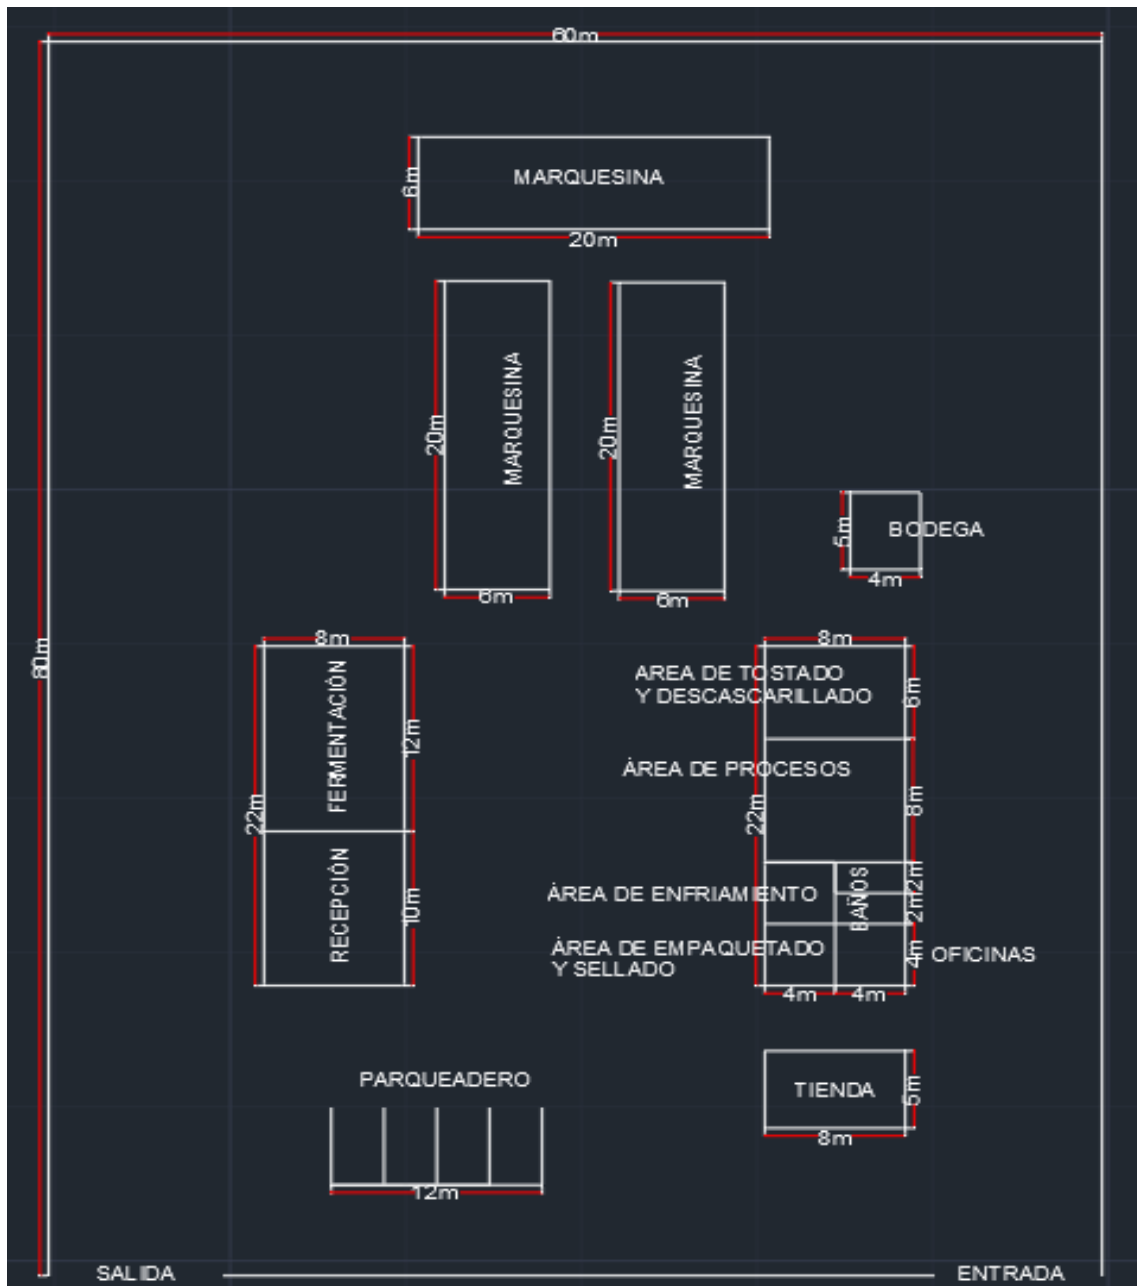 60m
MARQUESINA
6m
20m
MARQUESINA
MARQUESINA
20m
20m
6m
6m
BODEGA
5m
4m
80m
8m
FERMENTACIÓN
12m
22m
RECEPCIÓN
10m
8m
AREA DE TOSTADO
Y DESCASCARILLADO
6m
ÁREA DE PROCESOS
8m
22m
ÁREA DE ENFRIAMIENTO
BAÑOS
2m
2m
ÁREA DE EMPAQUETADO
Y SELLADO
4m
OFICINAS
4m
4m
PARQUEADERO
12m
TIENDA
5m
8m
SALIDA
ENTRADA